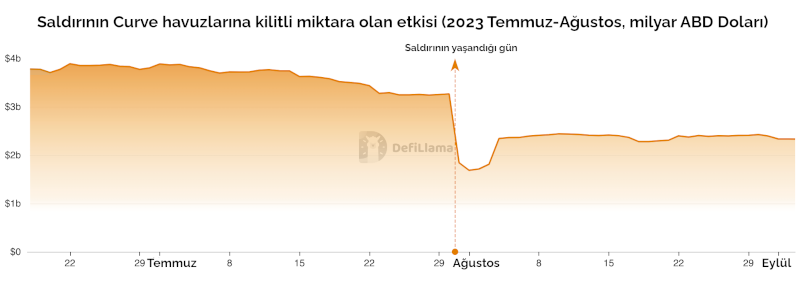 Saldırının Curve havuzlarına kilitli miktara olan etkisi (2023 Temmuz-Ağustos, milyar ABD Doları)
Saldırının yaşandığı gün
$4b
$3b
$2b
$1b
$0
DefiLlama
22 29 Temmuz 8 15 22 29 Ağustos 8 15 22 29 Eylül